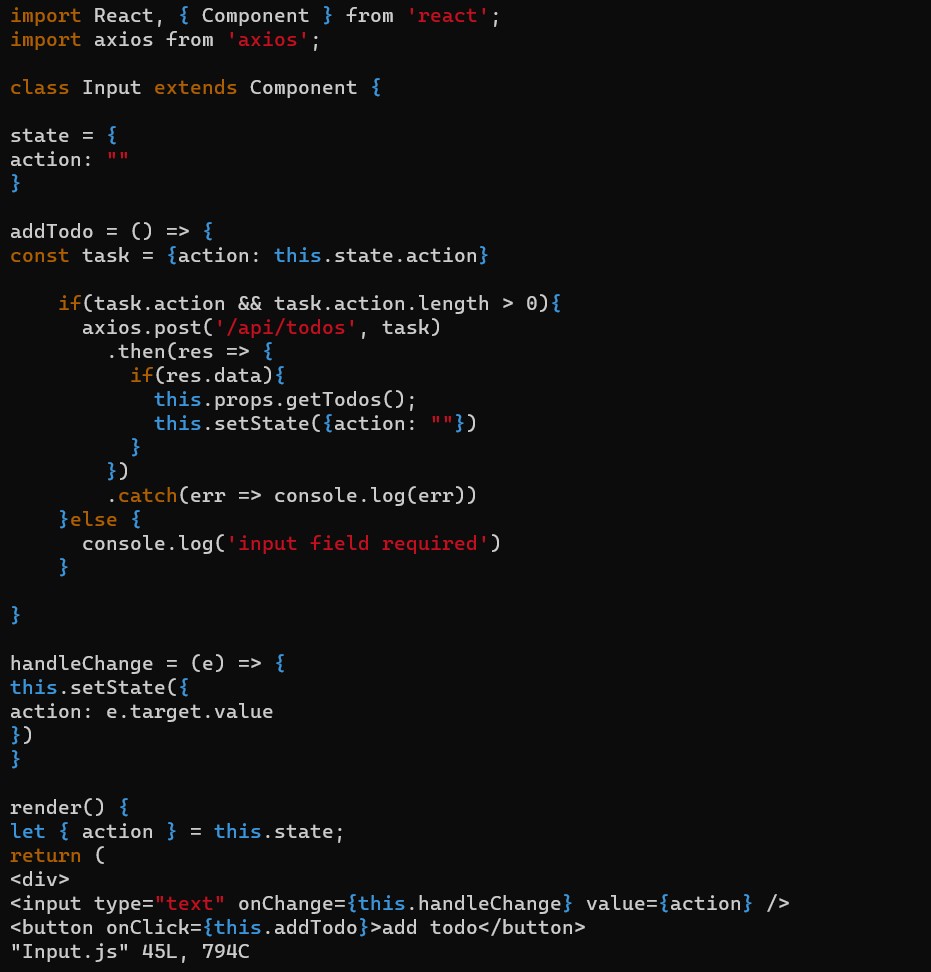 import React, { Component } from 'react';
import axios from 'axios';

class Input extends Component {

state = {
action: ""
}

addTodo = () => {
const task = {action: this.state.action}

    if(task.action && task.action.length > 0){
      axios.post('/api/todos', task)
        .then(res => {
          if(res.data){
            this.props.getTodos();
            this.setState({action: ""})
          }
        })
        .catch(err => console.log(err))
    }else {
      console.log('input field required')
    }

}

handleChange = (e) => {
this.setState({
action: e.target.value
})
}

render() {
let { action } = this.state;
return (
<div>
<input type="text" onChange={this.handleChange} value={action} />
<button onClick={this.addTodo}>add todo</button>
"Input.js" 45L, 794C